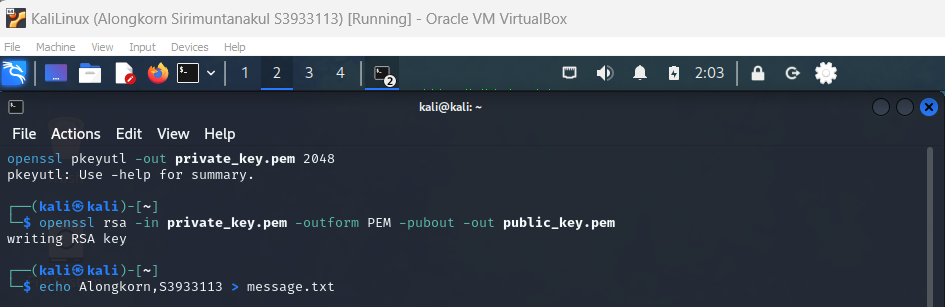 KaliLinux (Alongkorn Sirimuntanakul S3933113) [Running] - Oracle VM VirtualBox
File Machine View Input Devices Help
1 2 3 4 2 2:03
kali@kali: ~
File Actions Edit View Help
openssl pkeyutl -out private_key.pem 2048
pkeyutl: Use -help for summary.
┌──(kali㉿kali)-[~]
└─$ openssl rsa -in private_key.pem -outform PEM -pubout -out public_key.pem
writing RSA key
┌──(kali㉿kali)-[~]
└─$ echo Alongkorn,S3933113 > message.txt